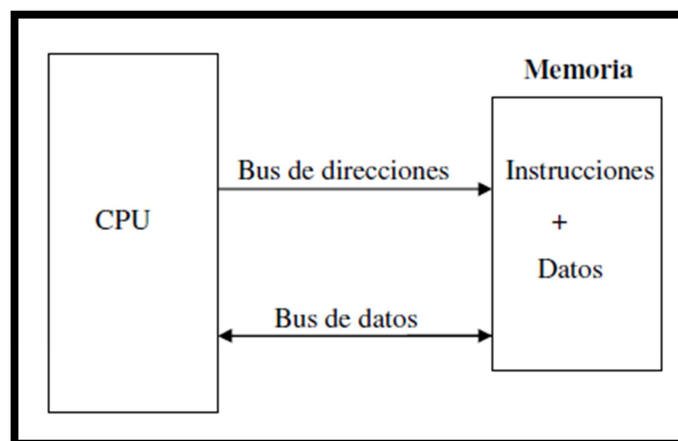 Memoria
Bus de direcciones
Instrucciones
CPU
+
Datos
Bus de datos